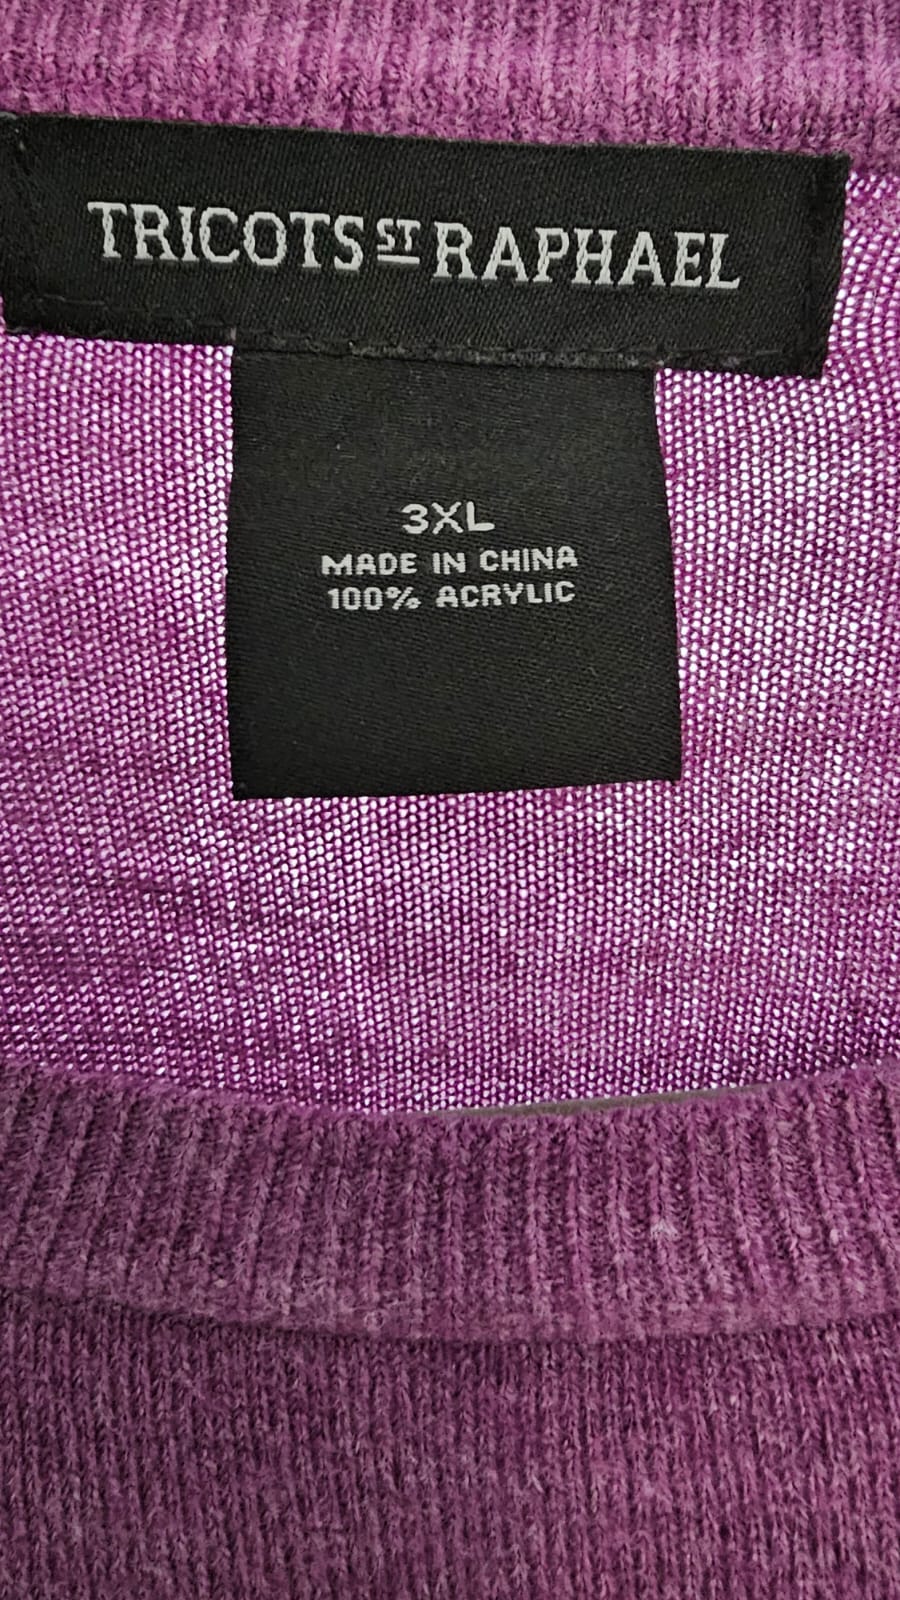 TRICOTS ST RAPHAEL
3XL
MADE IN CHINA
100% ACRYLIC